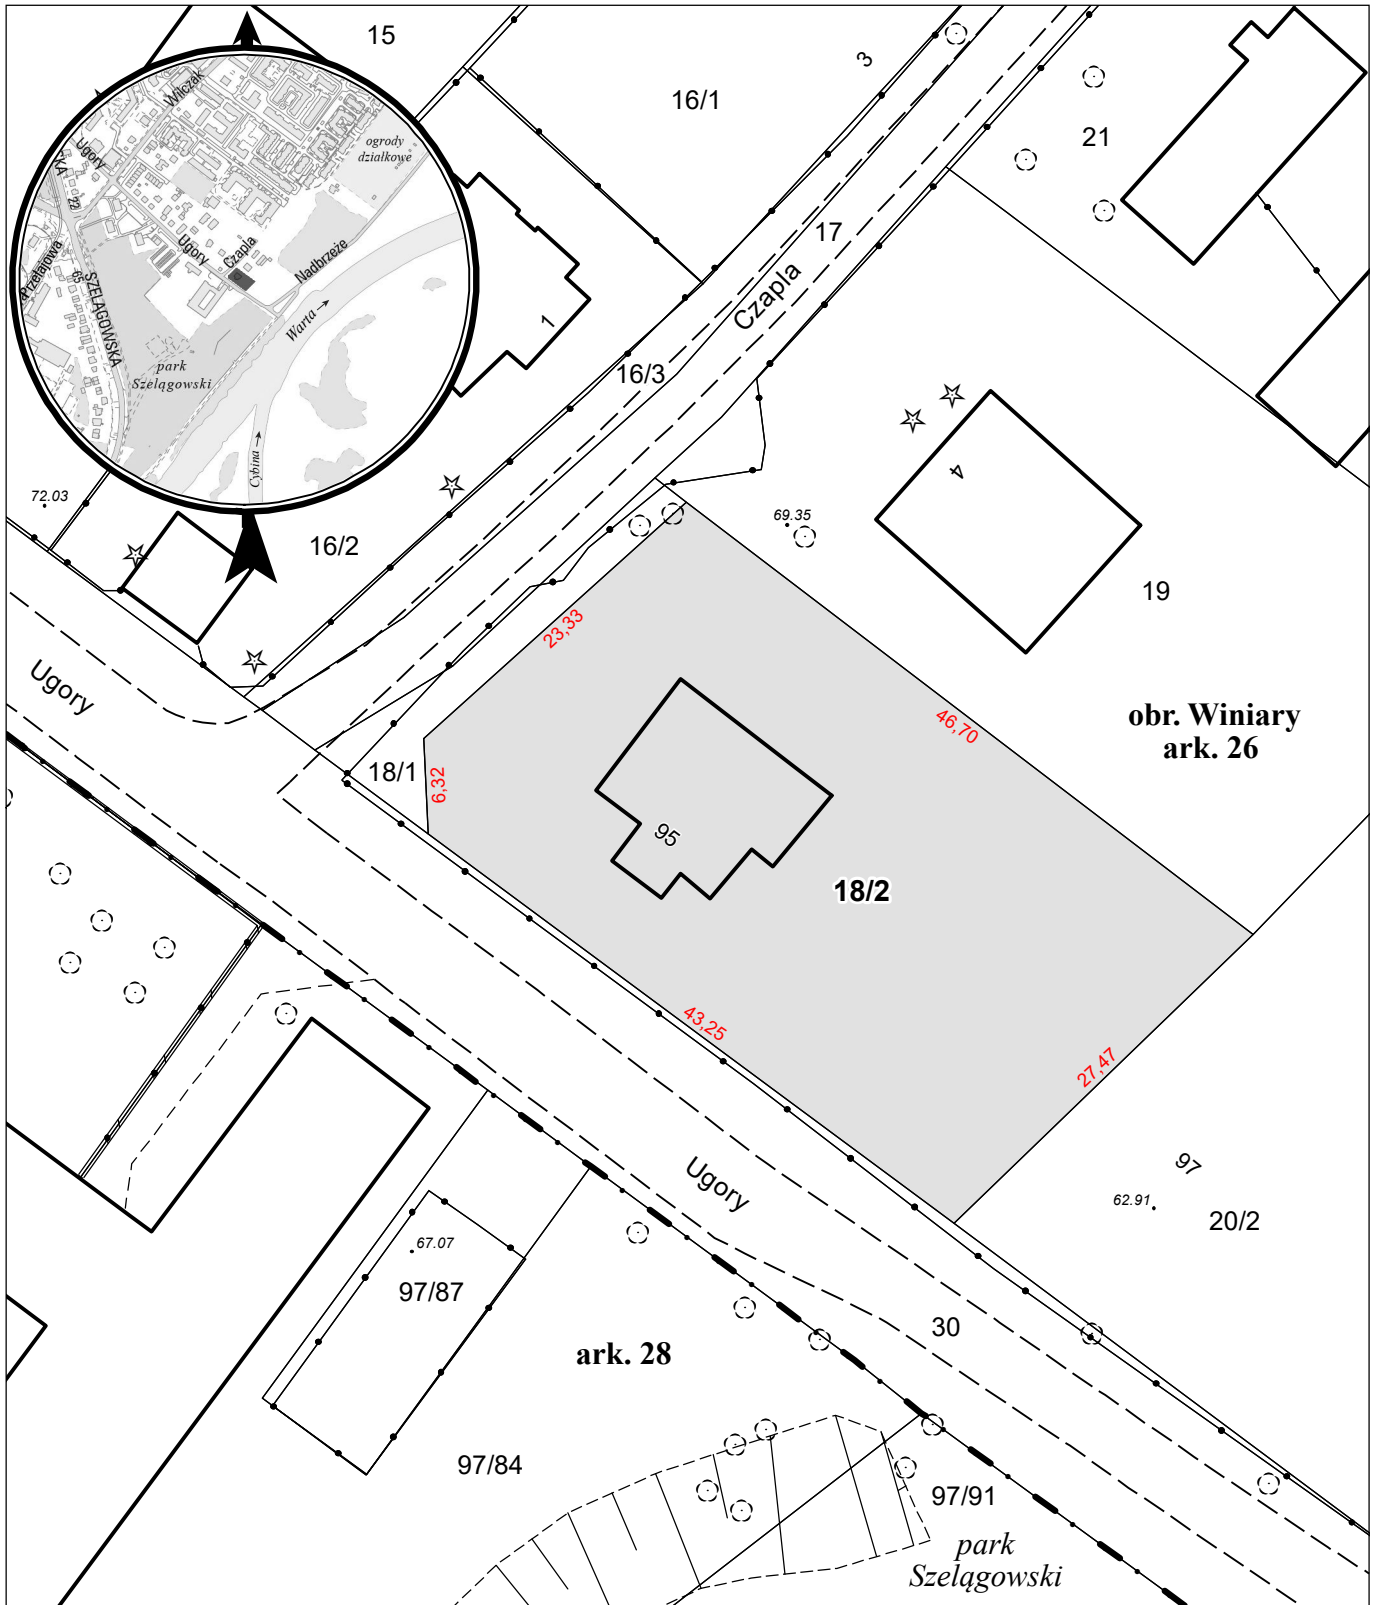 15
16/1
3
21
Wilczak
ogrody
działkowe
Ugory
22
Ugory
Czapla
Nadbrzeże
Przełajowa
65
SZELĄGOWSKA
Warta
park
Szelągowski
Cybina
17
Czapla
1
16/3
4
72.03
69.35
16/2
19
23,33
Ugory
46,70
obr. Winiary
ark. 26
18/1
6,32
95
18/2
43,25
27,47
Ugory
97
62.91
20/2
67.07
97/87
30
ark. 28
97/84
97/91
park
Szelągowski